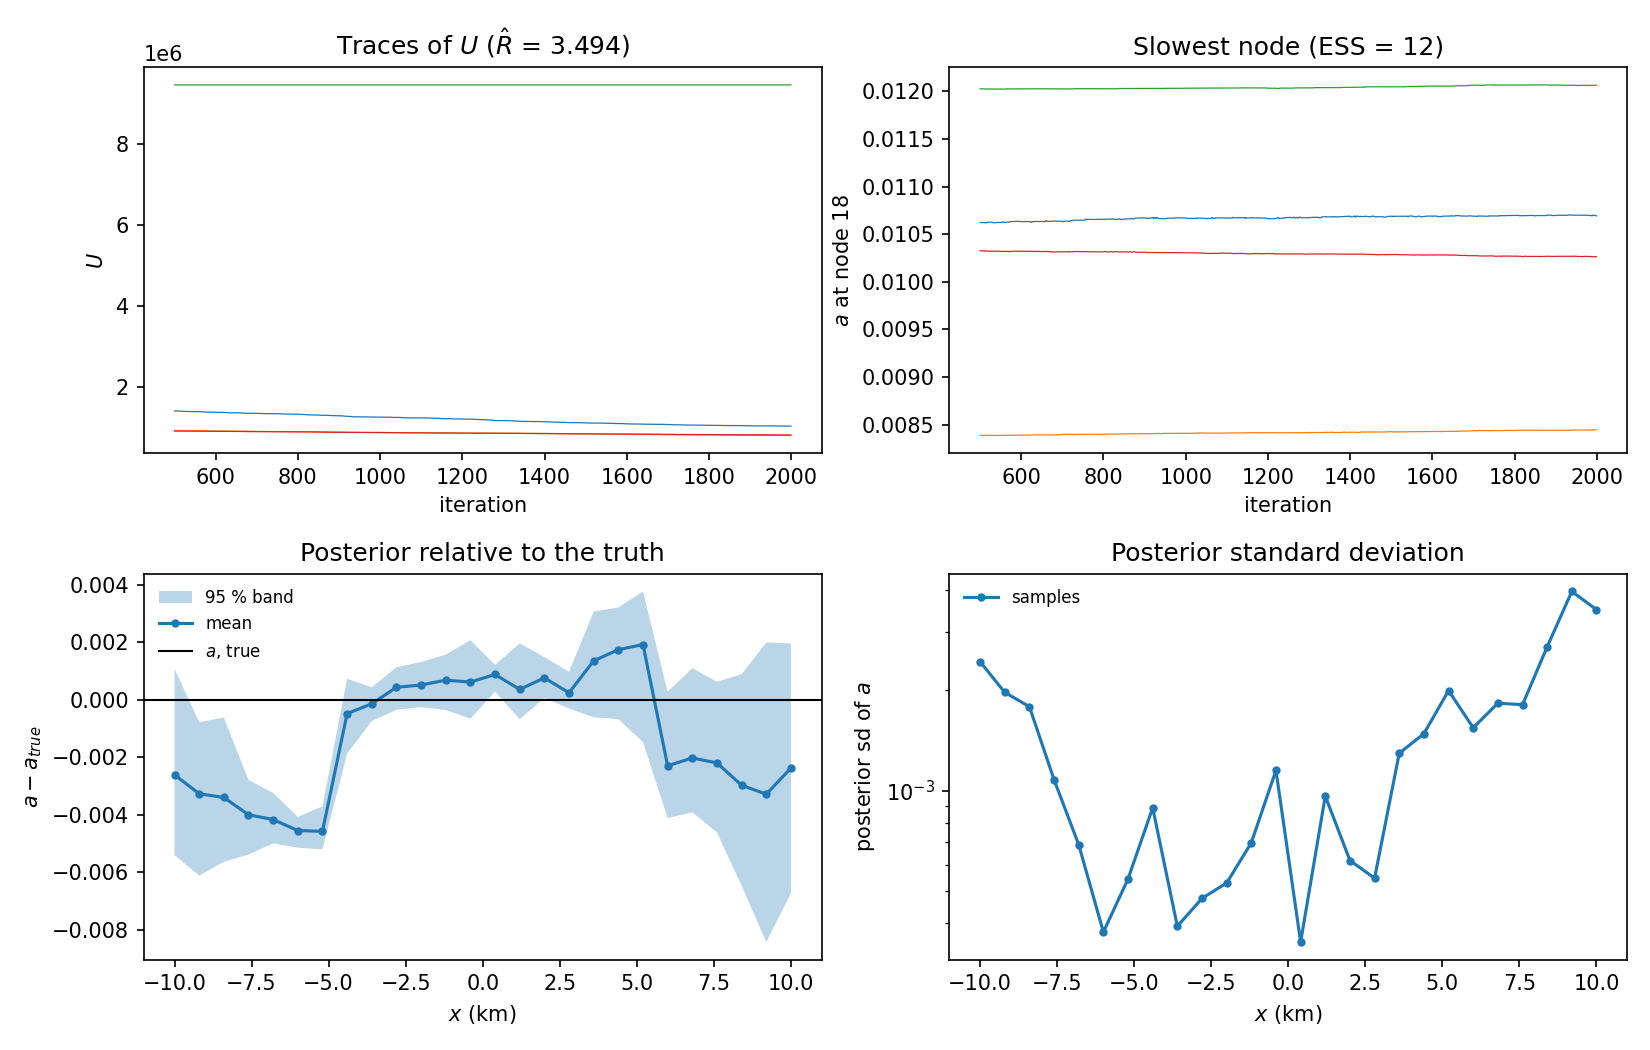 Traces of U (R̂ = 3.494)
1e6
8
6
4
2
U
600 800 1000 1200 1400 1600 1800 2000
iteration
Slowest node (ESS = 12)
0.0120
0.0115
0.0110
0.0105
0.0100
0.0095
0.0090
0.0085
a at node 18
600 800 1000 1200 1400 1600 1800 2000
iteration
Posterior relative to the truth
0.004
0.002
0.000
−0.002
−0.004
−0.006
−0.008
a − a_true
95 % band
mean
a, true
−10.0 −7.5 −5.0 −2.5 0.0 2.5 5.0 7.5 10.0
x (km)
Posterior standard deviation
samples
10⁻³
posterior sd of a
−10.0 −7.5 −5.0 −2.5 0.0 2.5 5.0 7.5 10.0
x (km)